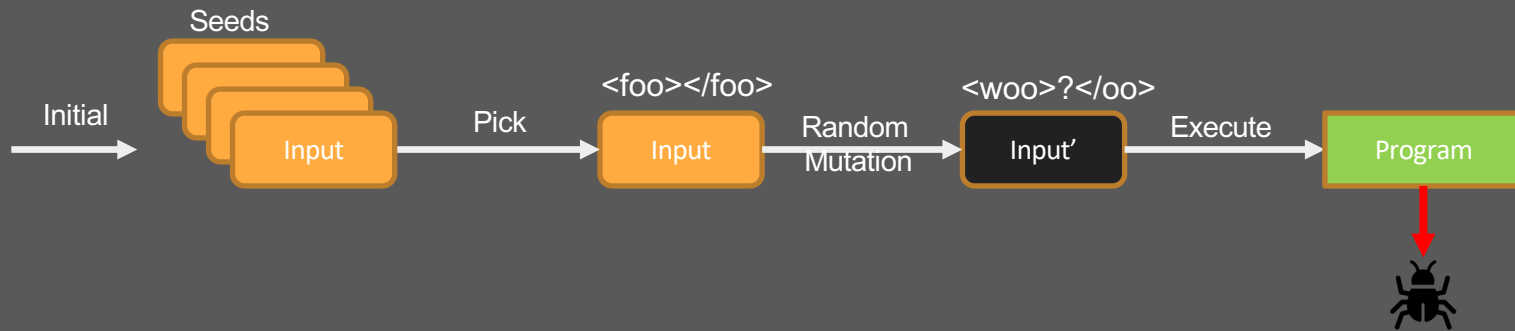 Seeds
Initial
Input
Pick
<foo></foo>
Input
Random
Mutation
<woo>?</oo>
Input’
Execute
Program